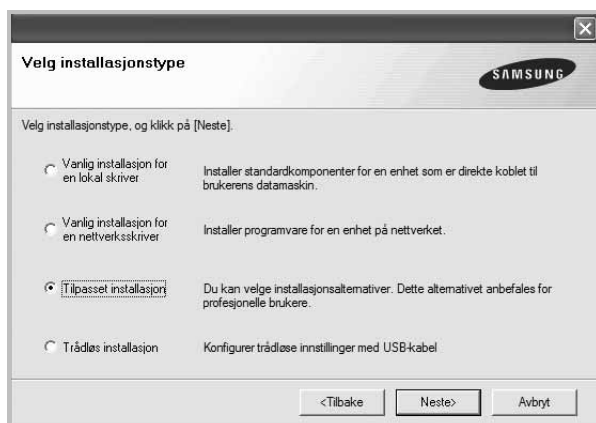 Velg installasjonstype
SAMSUNG
Velg installasjonstype, og klikk på [Neste].
Vanlig installasjon for
en lokal skriver
Installer standardkomponenter for en enhet som er direkte koblet til
brukerens datamaskin.
Vanlig installasjon for
en nettverksskriver
Installer programvare for en enhet på nettverket.
Tilpasset installasjon
Du kan velge installasjonsalternativer. Dette alternativet anbefales for
profesjonelle brukere.
Trådløs installasjon
Konfigurer trådløse innstillinger med USB-kabel
<Tilbake
Neste>
Avbryt